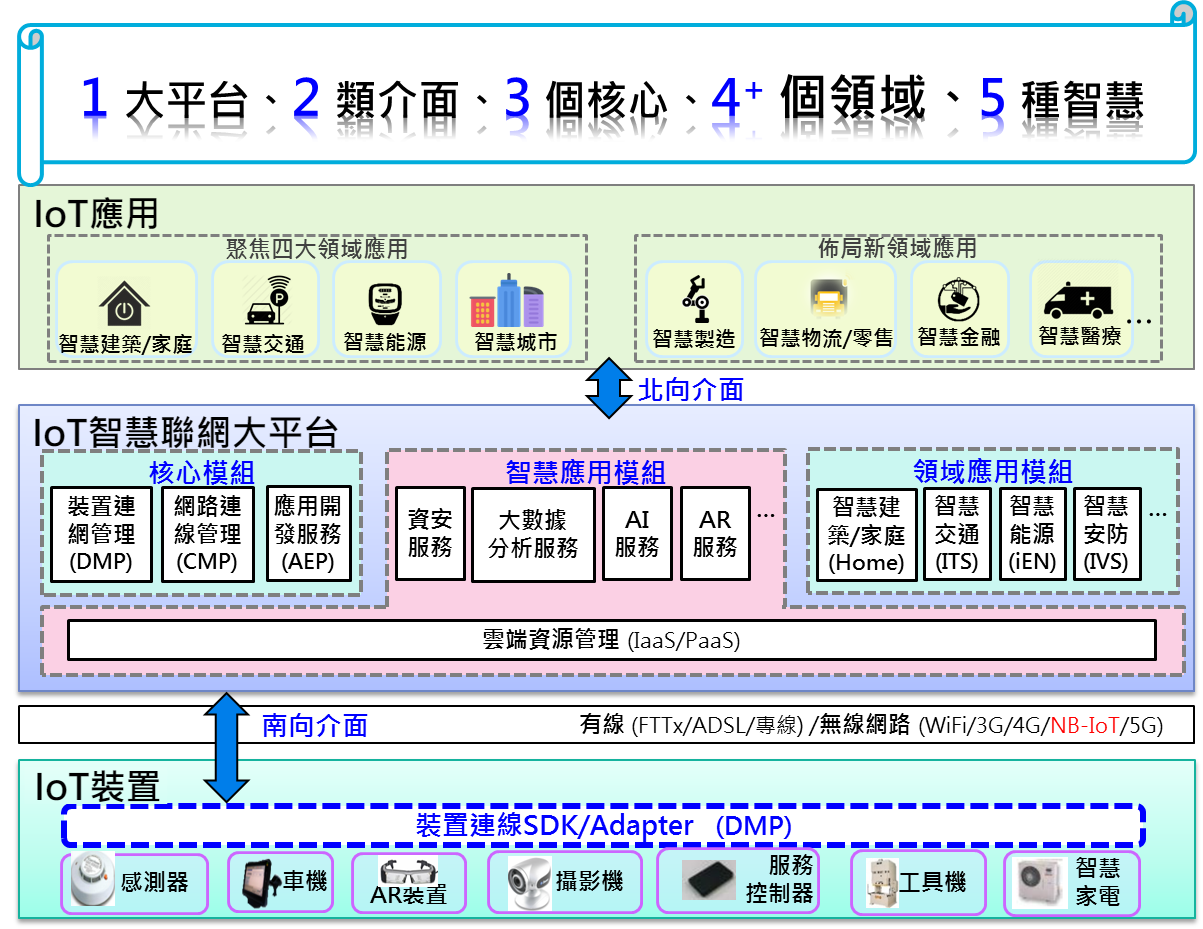 1 大平台、2 類介面、3 個核心、4+ 個領域、5 種智慧
IoT應用
聚焦四大領域應用
智慧建築/家庭
智慧交通
智慧能源
智慧城市
佈局新領域應用
智慧製造
智慧物流/零售
智慧金融
智慧醫療
...
北向介面
IoT智慧聯網大平台
核心模組
裝置連
網管理
(DMP)
網路連
線管理
(CMP)
應用開
發服務
(AEP)
智慧應用模組
資安
服務
大數據
分析服務
AI
服務
AR
服務
...
領域應用模組
智慧建
築/家庭
(Home)
智慧
交通
(ITS)
智慧
能源
(iEN)
智慧
安防
(IVS)
...
雲端資源管理 (IaaS/PaaS)
南向介面
有線 (FTTx/ADSL/專線) /無線網路 (WiFi/3G/4G/NB-IoT/5G)
IoT裝置
裝置連線SDK/Adapter (DMP)
感測器
車機
AR裝置
攝影機
服務
控制器
工具機
智慧
家電